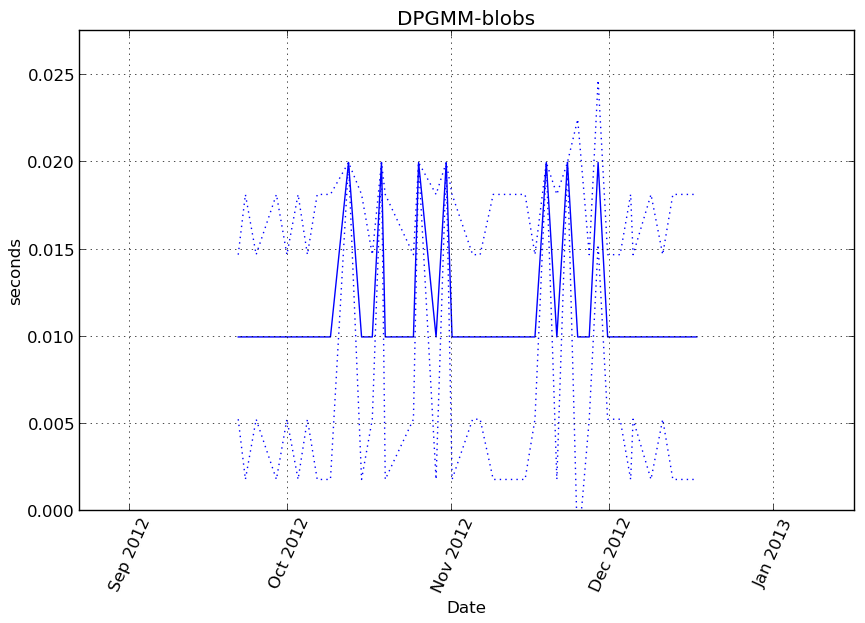 DPGMM-blobs
0.025
0.020
0.015
0.010
0.005
0.000
seconds
Sep 2012
Oct 2012
Nov 2012
Dec 2012
Jan 2013
Date